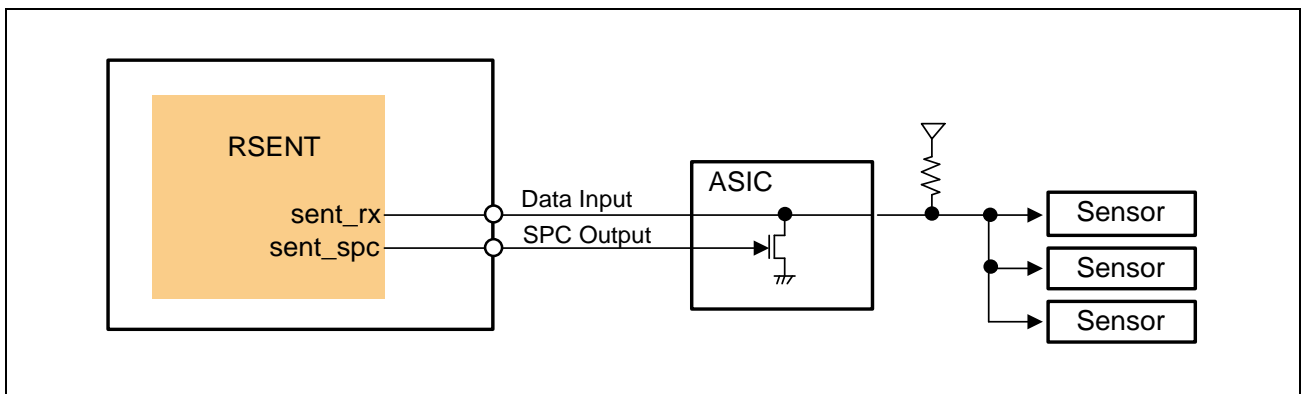 RSENT
sent_rx
sent_spc
Data Input
SPC Output
ASIC
Sensor
Sensor
Sensor